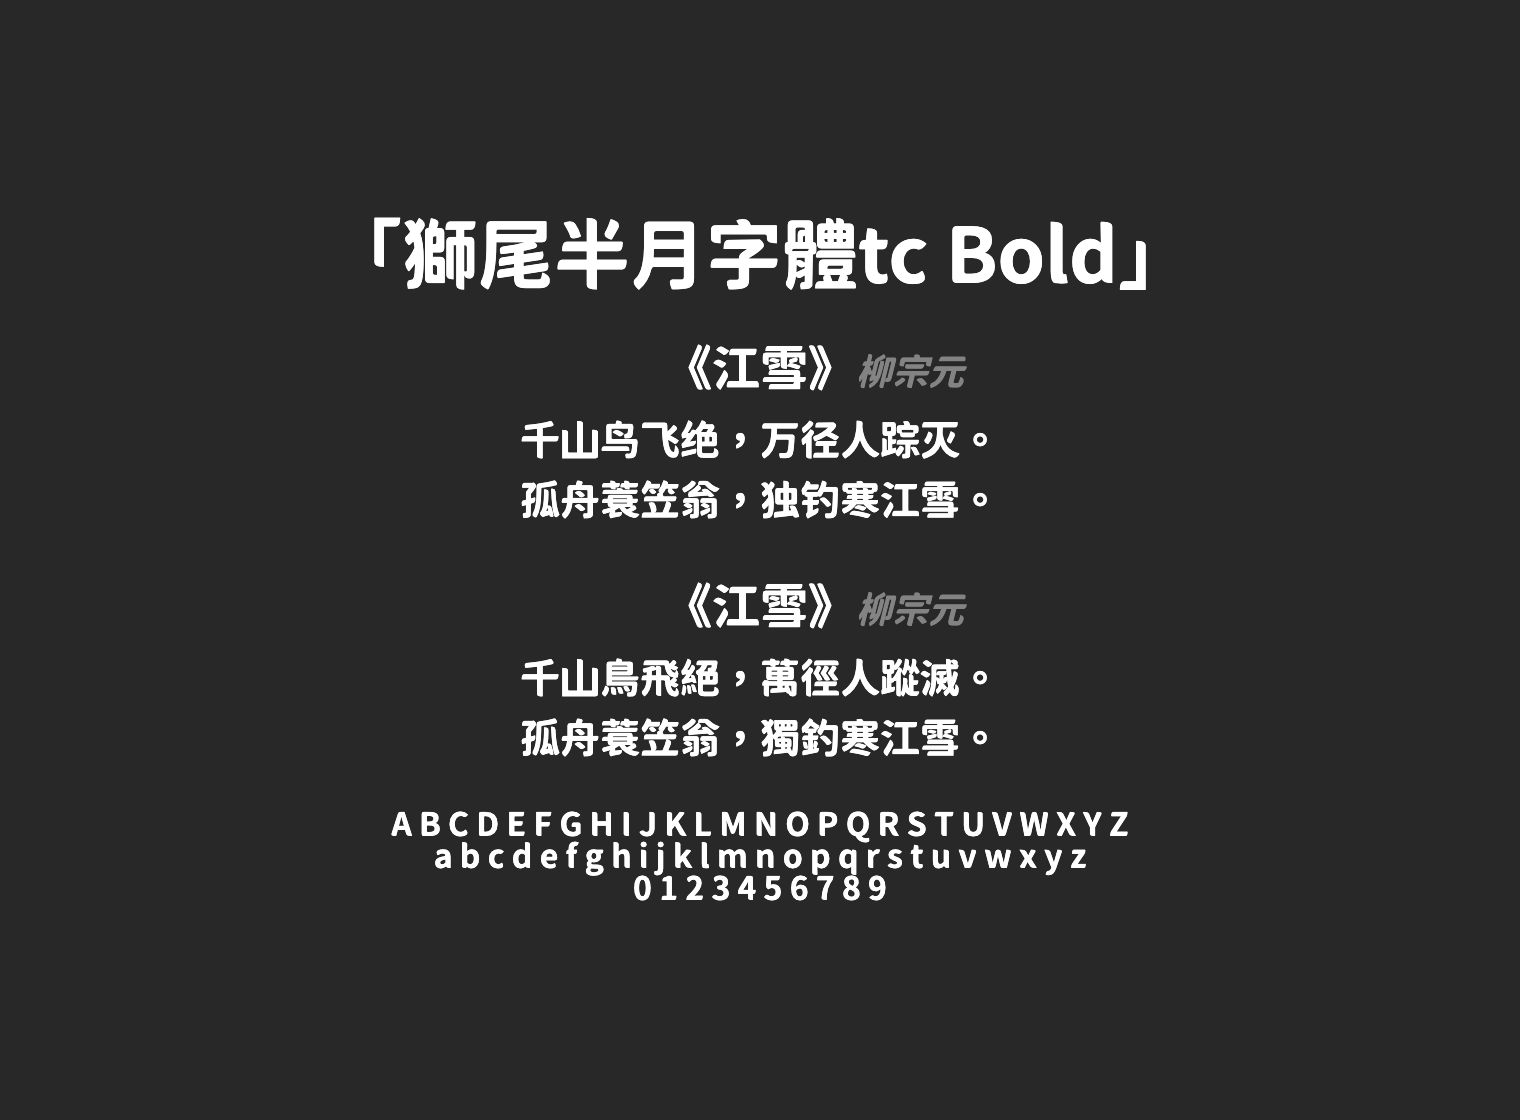 「獅尾半月字體tc Bold」
《江雪》 柳宗元
千山鸟飞绝，万径人踪灭。
孤舟蓑笠翁，独钓寒江雪。
《江雪》 柳宗元
千山鳥飛絕，萬徑人蹤滅。
孤舟蓑笠翁，獨釣寒江雪。
A B C D E F G H I J K L M N O P Q R S T U V W X Y Z
a b c d e f g h i j k l m n o p q r s t u v w x y z
0 1 2 3 4 5 6 7 8 9